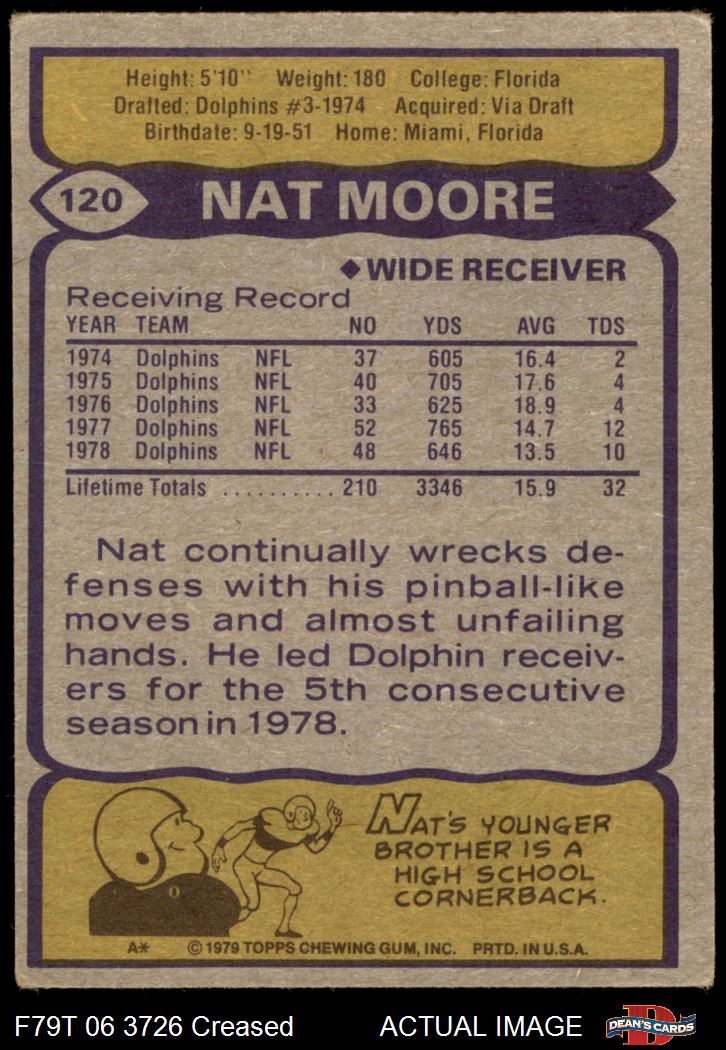 Height: 5'10" Weight: 180 College: Florida
Drafted: Dolphins #3-1974 Acquired: Via Draft
Birthdate: 9-19-51 Home: Miami, Florida
120 NAT MOORE
◆WIDE RECEIVER
Receiving Record
YEAR TEAM NO YDS AVG TDS
1974 Dolphins NFL 37 605 16.4 2
1975 Dolphins NFL 40 705 17.6 4
1976 Dolphins NFL 33 625 18.9 4
1977 Dolphins NFL 52 765 14.7 12
1978 Dolphins NFL 48 646 13.5 10
Lifetime Totals .......... 210 3346 15.9 32
Nat continually wrecks de-
fenses with his pinball-like
moves and almost unfailing
hands. He led Dolphin receiv-
ers for the 5th consecutive
season in 1978.
NAT'S YOUNGER
BROTHER IS A
HIGH SCHOOL
CORNERBACK.
0
A* © 1979 TOPPS CHEWING GUM, INC. PRTD. IN U.S.A.
F79T 06 3726 Creased ACTUAL IMAGE
D
DEAN'S CARDS